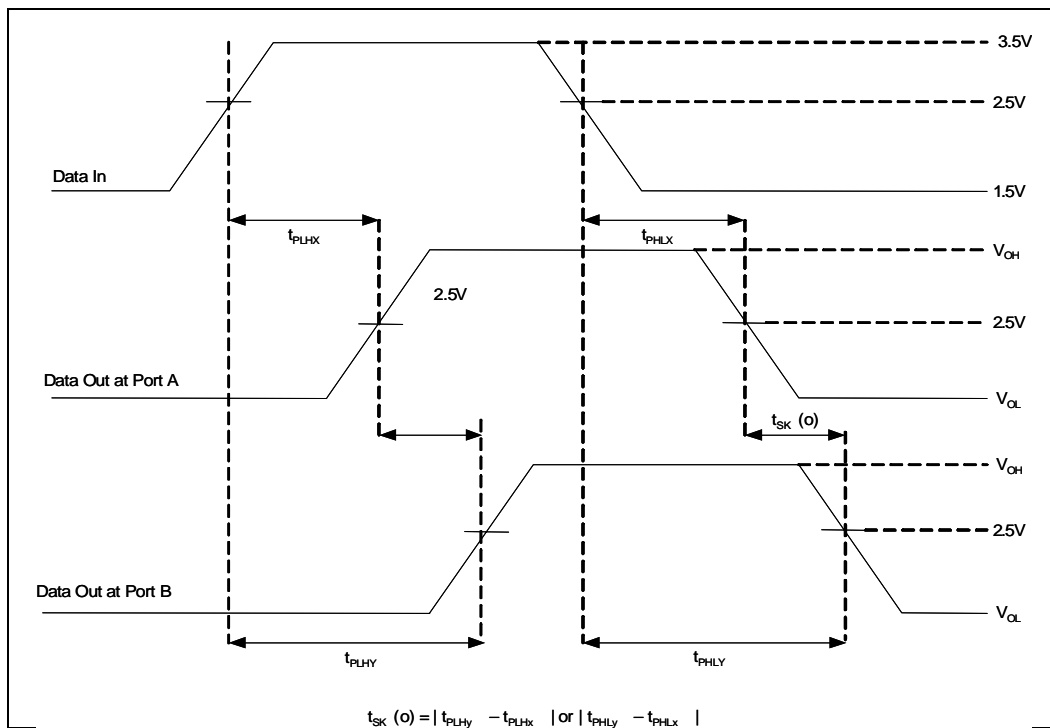 3.5V
2.5V
Data In
1.5V
tPLHX
tPHLX
VOH
2.5V
2.5V
Data Out at Port A
VOL
tSK (o)
VOH
2.5V
Data Out at Port B
VOL
tPLHY
tPHLY
tSK (o) = | tPLHy – tPLHx | or | tPHLy – tPHLx |